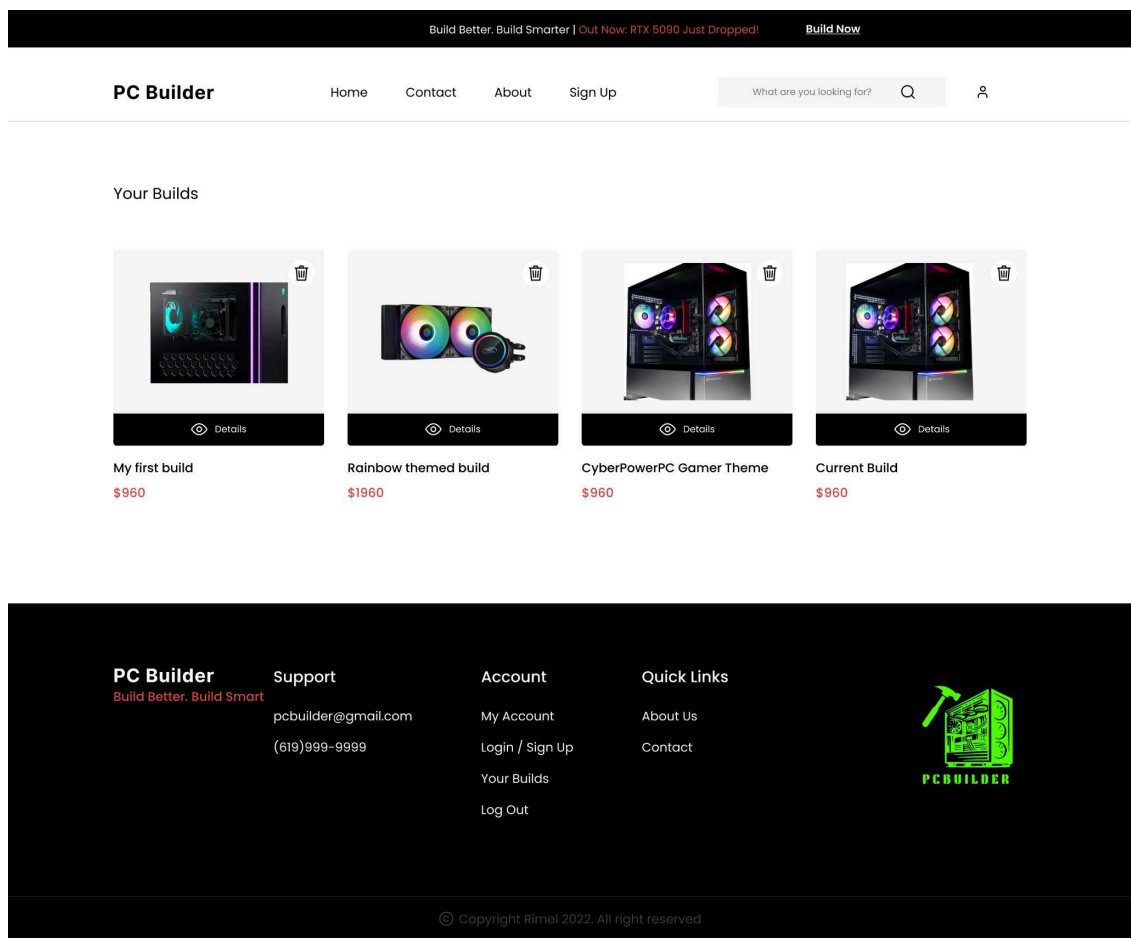 Build Better. Build Smarter | Out Now: RTX 5090 Just Dropped! Build Now
PC Builder Home Contact About Sign Up What are you looking for?
Your Builds
Details Details Details Details
My first build Rainbow themed build CyberPowerPC Gamer Theme Current Build
$960 $1960 $960 $960
PC Builder Support Account Quick Links
Build Better. Build Smart
pcbuilder@gmail.com My Account About Us
(619)999-9999 Login / Sign Up Contact
Your Builds
PCBUILDER
Log Out
© Copyright Rimel 2022. All right reserved